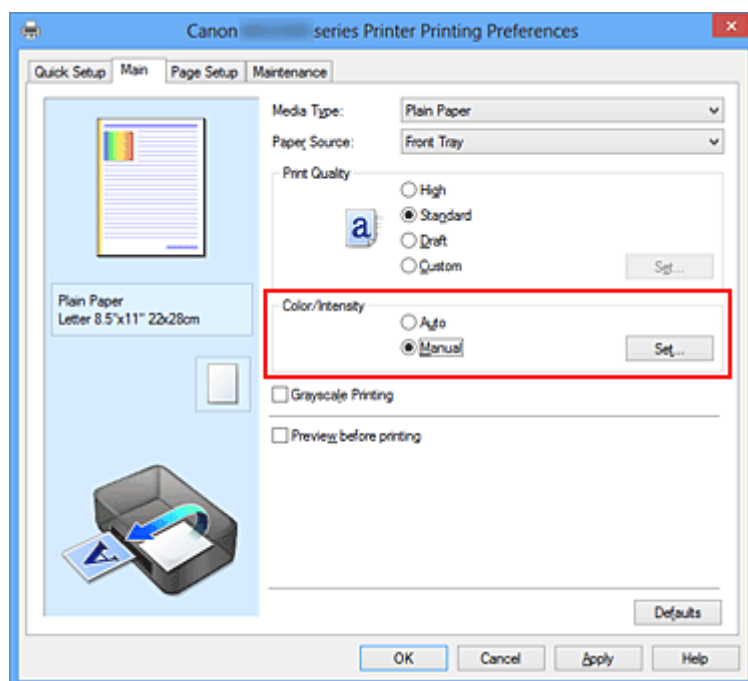 Canon series Printer Printing Preferences
Quick Setup Main Page Setup Maintenance
Media Type: Plain Paper
Paper Source: Front Tray
Print Quality
High
a Standard
Draft
Custom Set...
Plain Paper
Letter 8.5"x11" 22x28cm
Color/Intensity
Auto
Manual Set...
Grayscale Printing
Preview before printing
A
Defaults
OK Cancel Apply Help